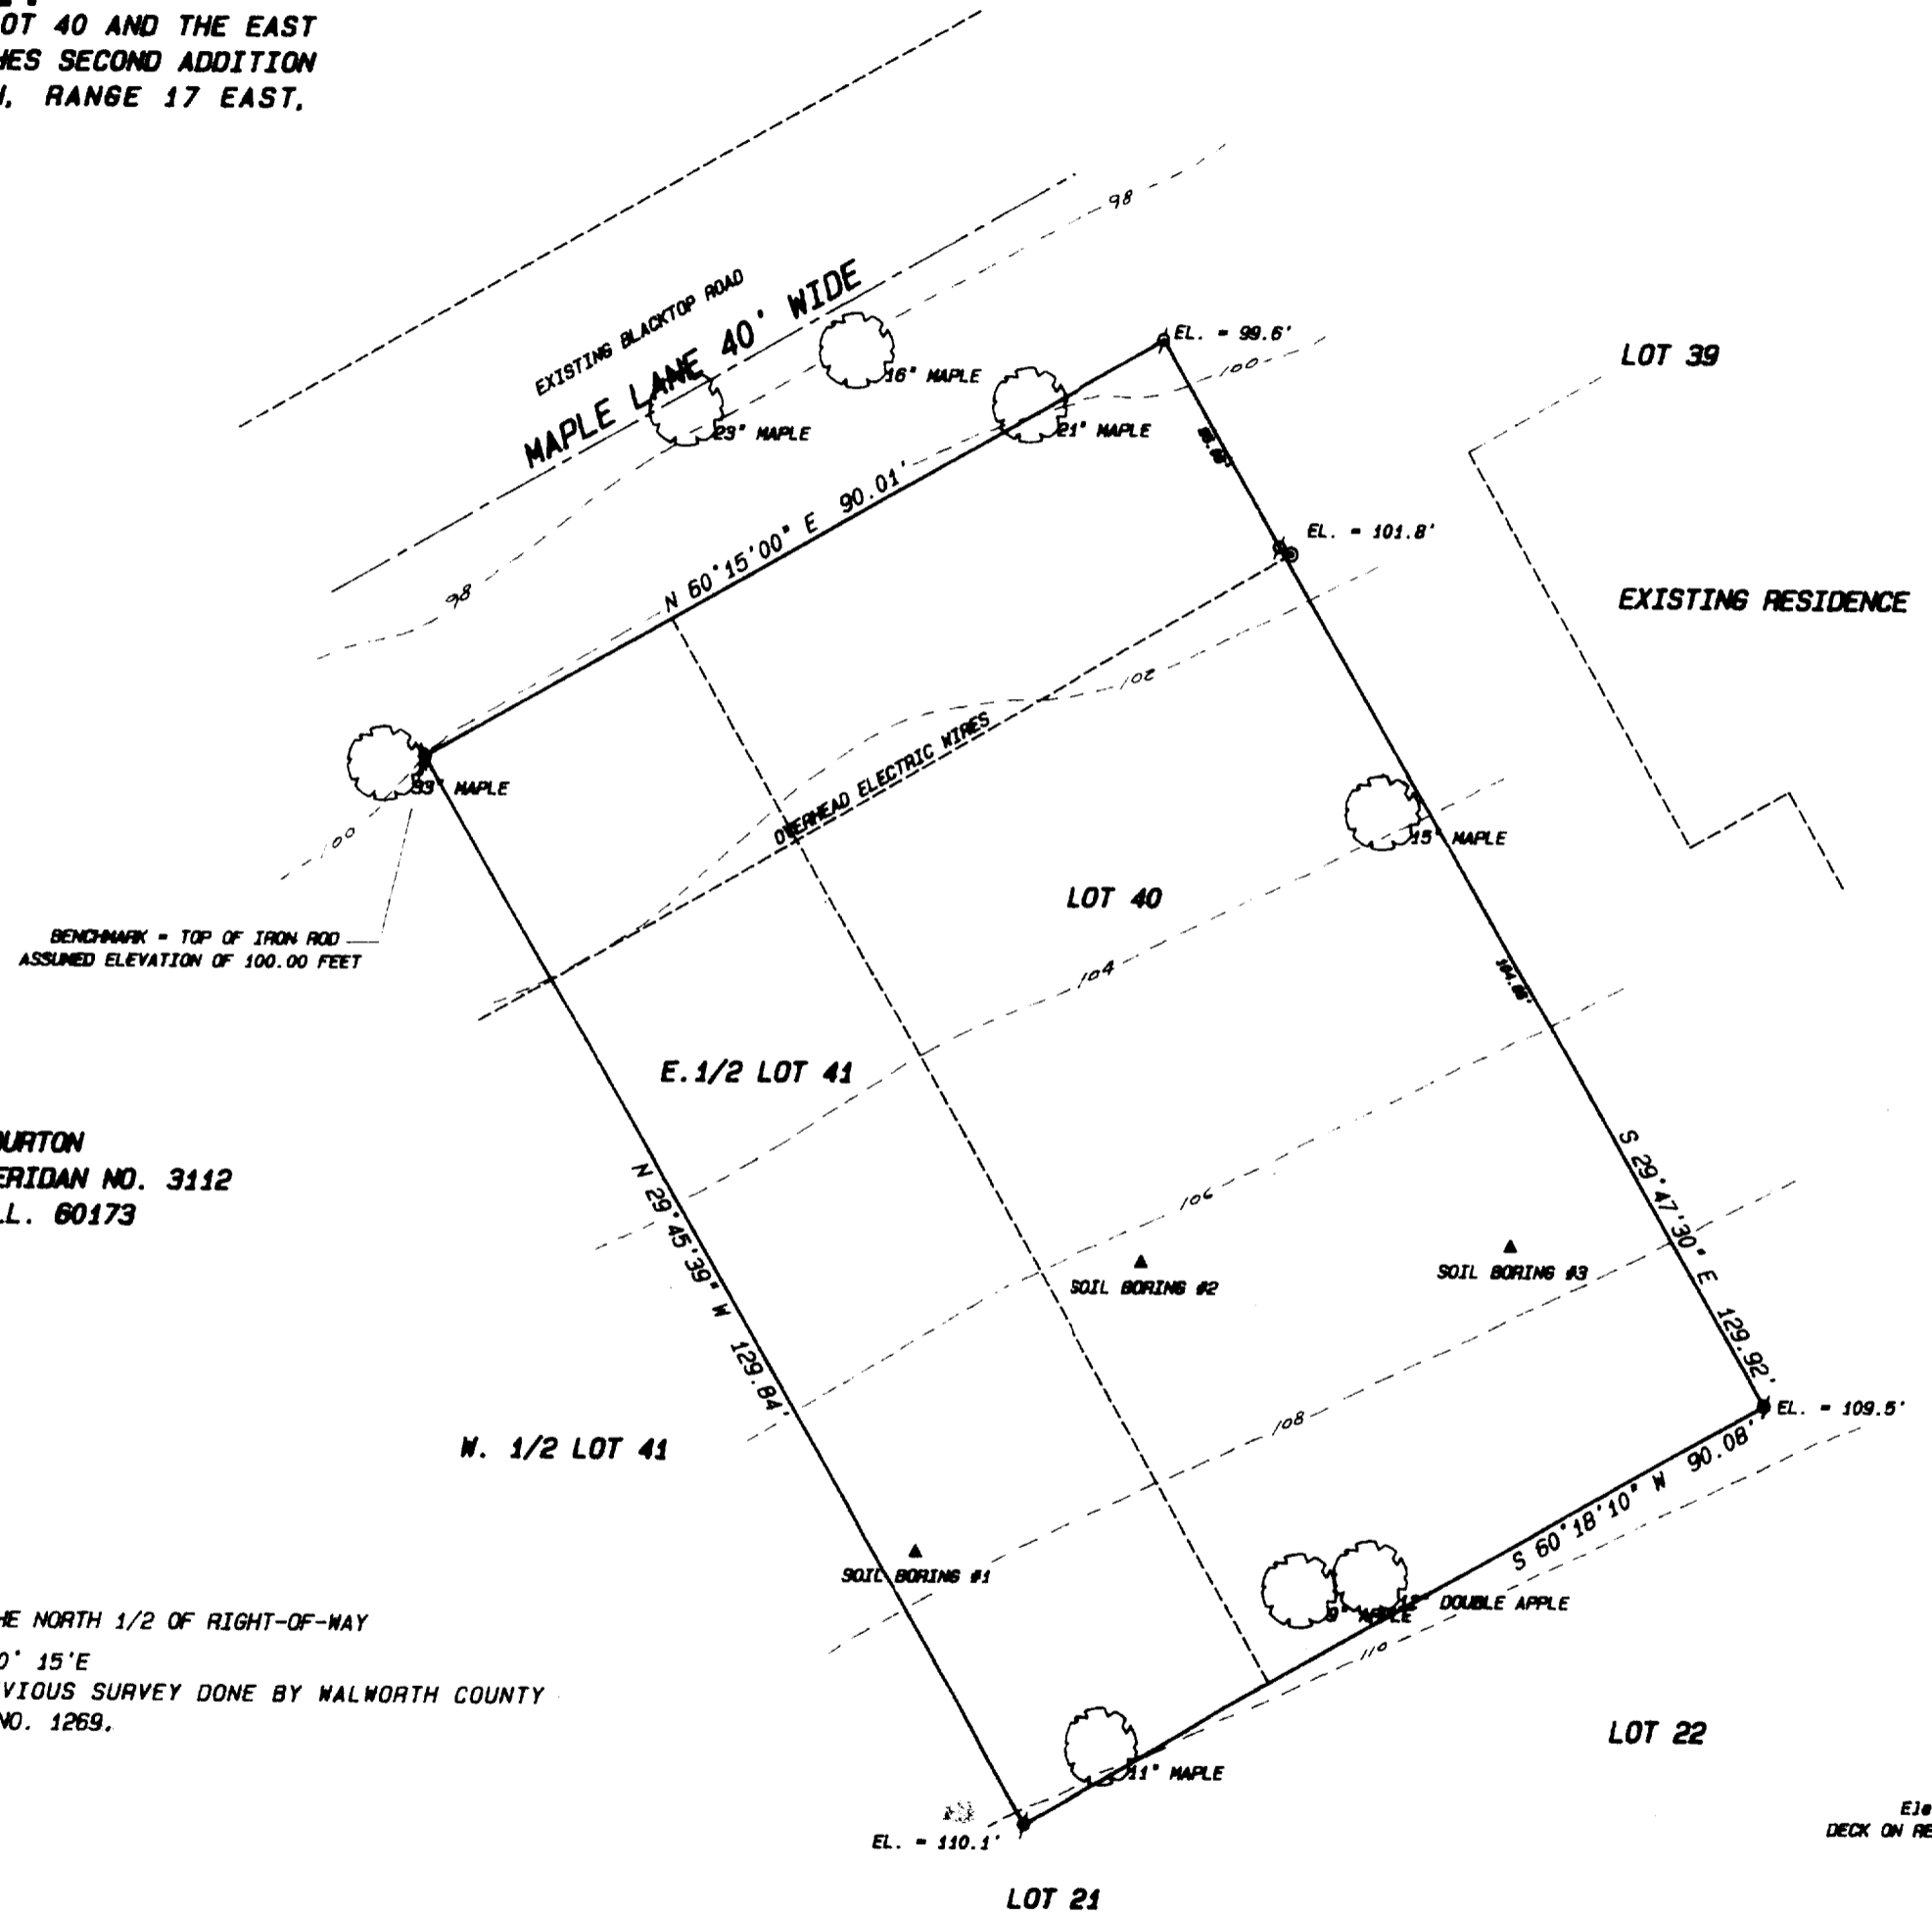 OT 40 AND THE EAST
HES SECOND ADDITION
N, RANGE 17 EAST,
98
EXISTING BLACKTOP ROAD
MAPLE LANE 40' WIDE
EL. = 99.6'
LOT 39
100
16" MAPLE
23" MAPLE
21" MAPLE
N 60°15'00" E 90.01'
EL. = 101.8'
98
EXISTING RESIDENCE
102
OVERHEAD ELECTRIC WIRES
33" MAPLE
100
15" MAPLE
LOT 40
BENCHMARK = TOP OF IRON ROD
ASSUMED ELEVATION OF 100.00 FEET
104
E.1/2 LOT 41
OURTON
ERIDAN NO. 3112
LL. 60173
N 29°45'39" W 129.84'
S 29°47'30" E 129.92'
106
SOIL BORING #2
SOIL BORING #3
108
EL. = 109.5'
W. 1/2 LOT 41
S 60°18'10" W 90.08'
SOIL BORING #1
9" APPLE
12" DOUBLE APPLE
110
HE NORTH 1/2 OF RIGHT-OF-WAY
0° 15'E
VIOUS SURVEY DONE BY WALWORTH COUNTY
NO. 1269.
LOT 22
11" MAPLE
EL. = 110.1'
Ele
DECK ON RE
LOT 21